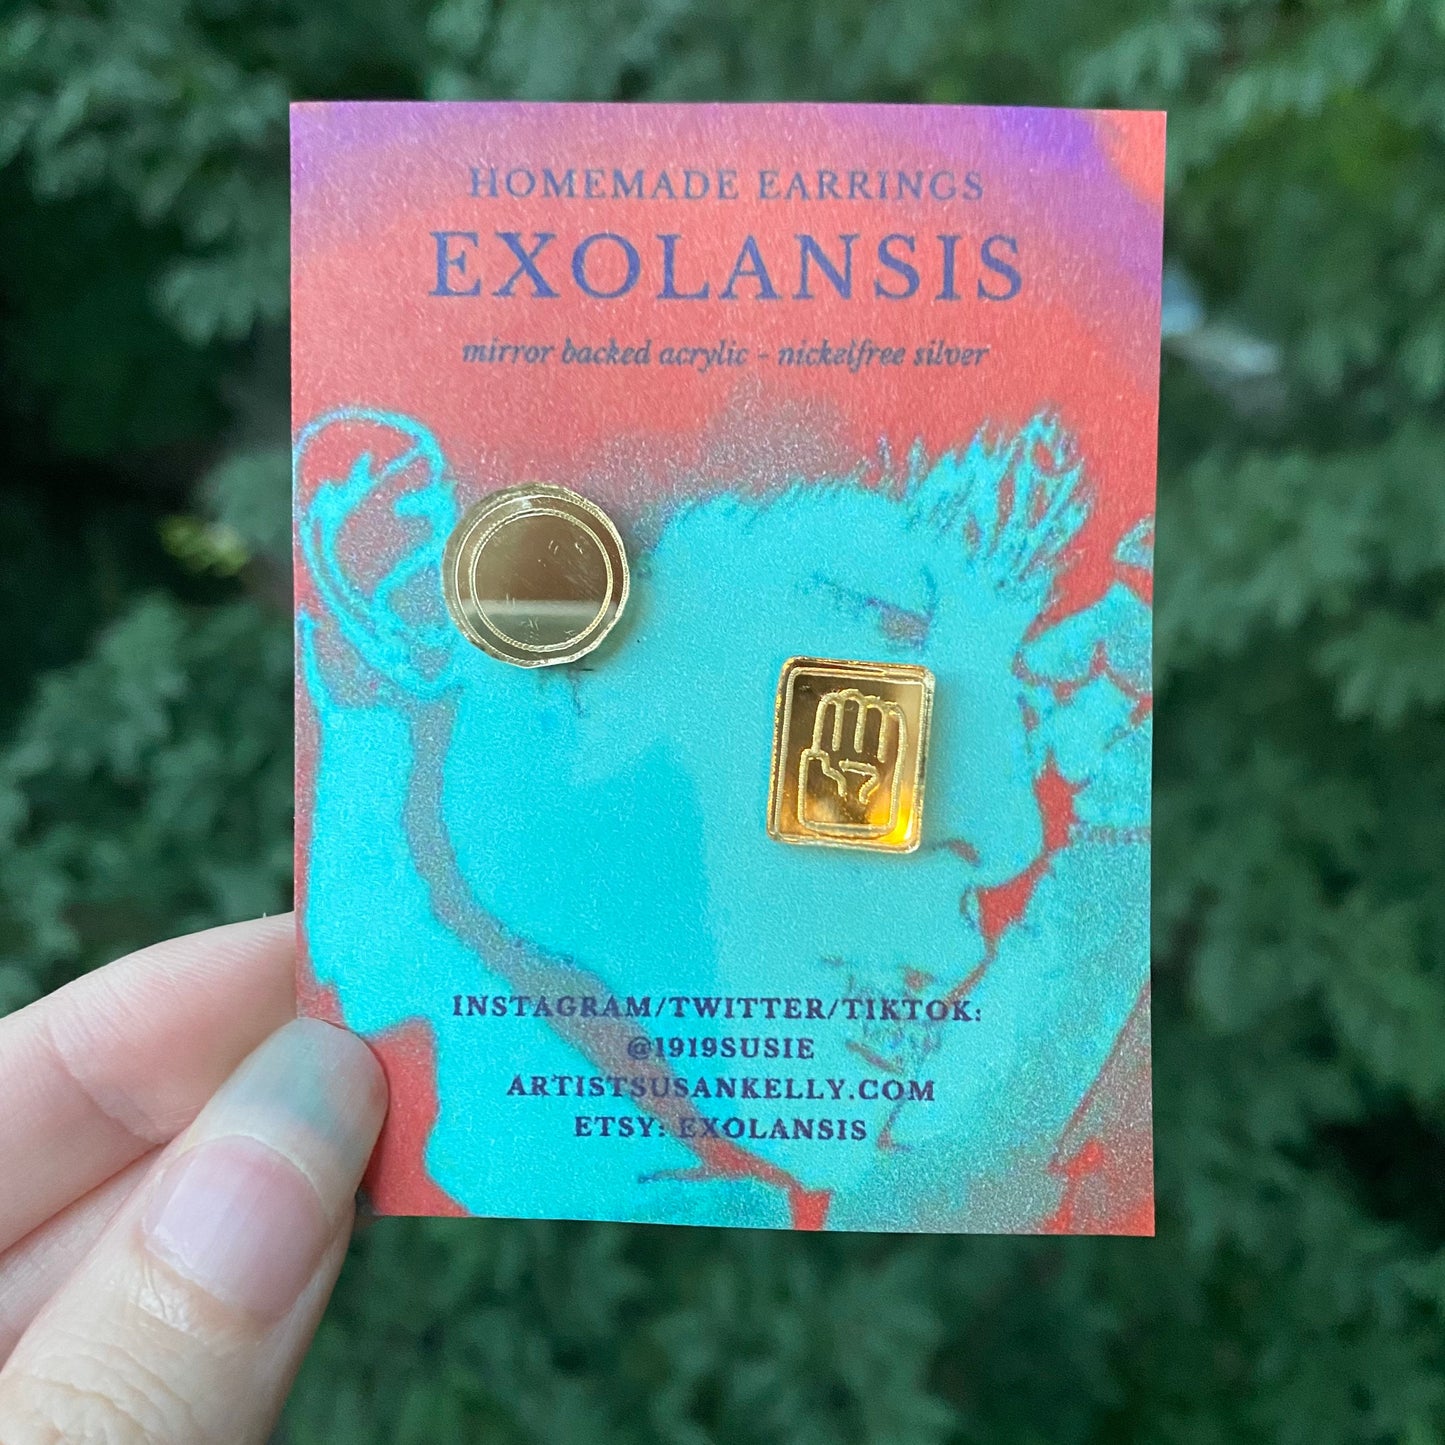 HOMEMADE EARRINGS
EXOLANSIS
mirror backed acrylic - nickelfree silver
INSTAGRAM/TWITTER/TIKTOK:
@1919SUSIE
ARTISTSUSANKELLY.COM
ETSY: EXOLANSIS